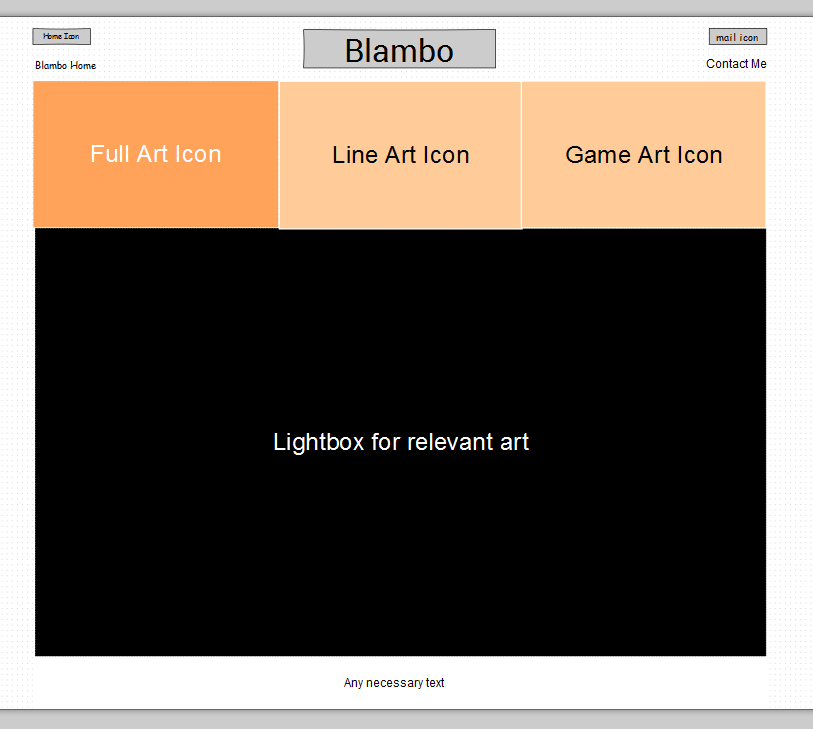 Home Icon
Blambo
mail icon
Blambo Home
Contact Me
Full Art Icon
Line Art Icon
Game Art Icon
Lightbox for relevant art
Any necessary text